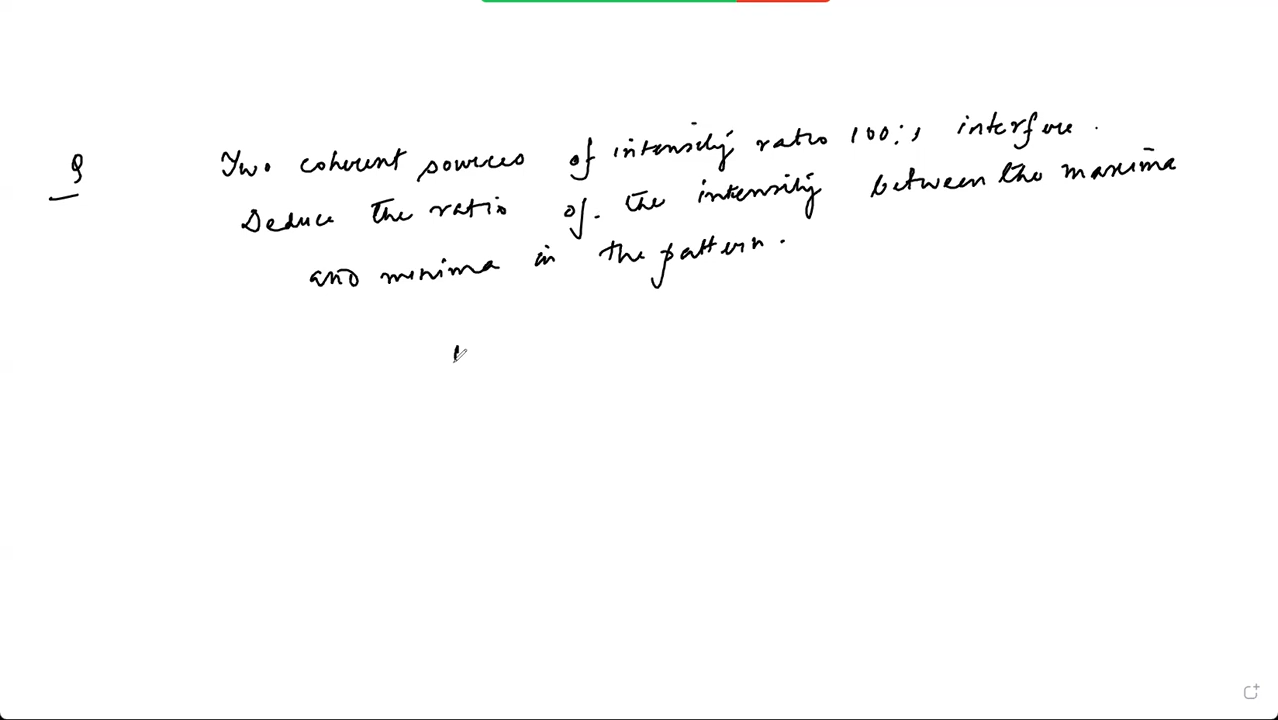 Q Two coherent sources of intensity ratio 100:1 interfere.
Deduce the ratio of the intensity between the maxima
and minima in the pattern.